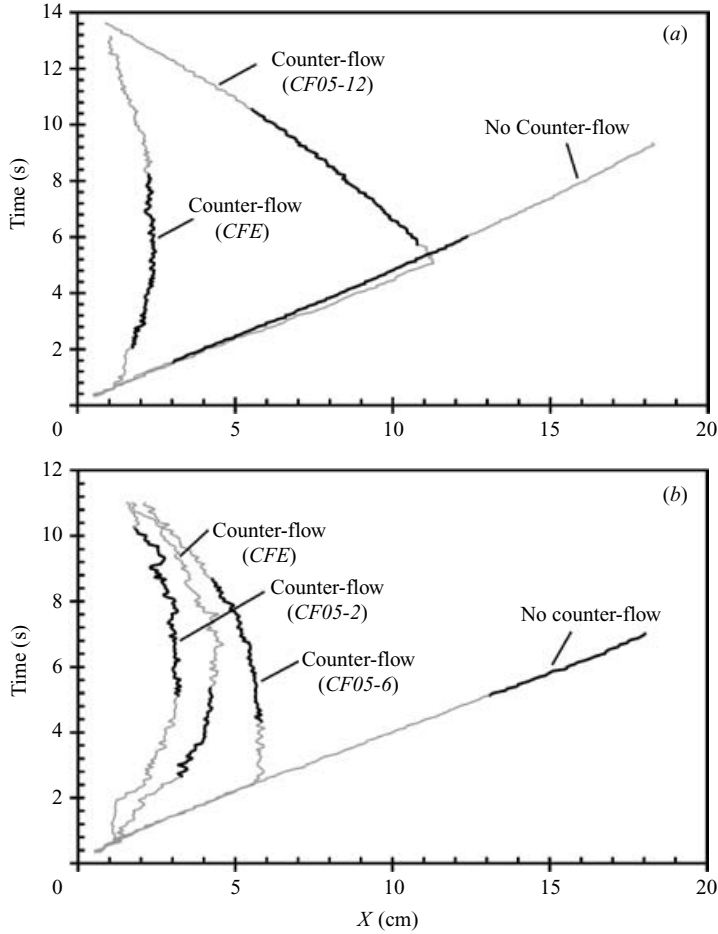 14
(a)
Counter-flow
(CF05-12)
12
No Counter-flow
10
Time (s)
8
Counter-flow
(CFE)
6
4
2
0
5
10
15
20
12
(b)
Counter-flow
(CFE)
10
Counter-flow
(CF05-2)
8
No counter-flow
Time (s)
6
Counter-flow
(CF05-6)
4
2
0
5
10
15
20
X (cm)